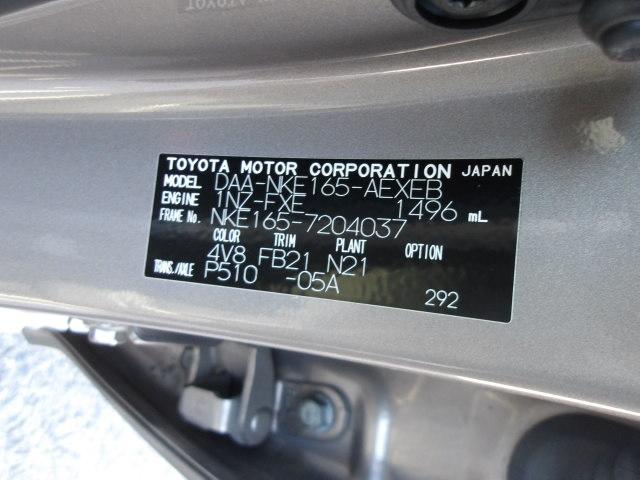 TOYOTA MOTOR CORPORATION JAPAN
MODEL DAA-NKE165-AEXEB
ENGINE 1NZ-FXE 1496 mL
FRAME No. NKE165-7204037
COLOR TRIM PLANT OPTION
4V8 FB21 N21
TRANS./AXLE P510 -05A
292